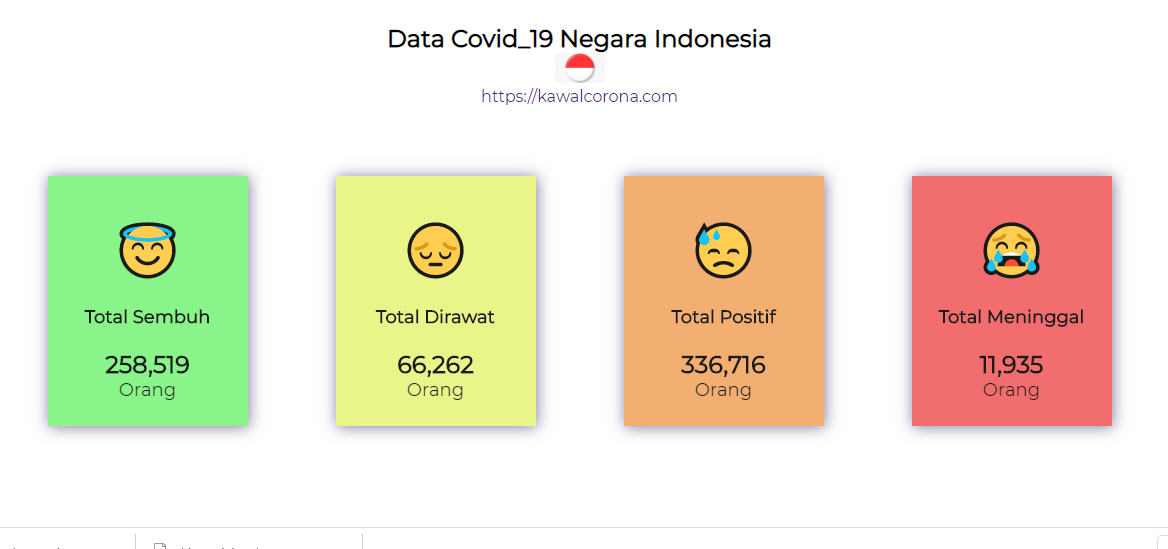 Data Covid_19 Negara Indonesia
https://kawalcorona.com
Total Sembuh
258,519
Orang
Total Dirawat
66,262
Orang
Total Positif
336,716
Orang
Total Meninggal
11,935
Orang